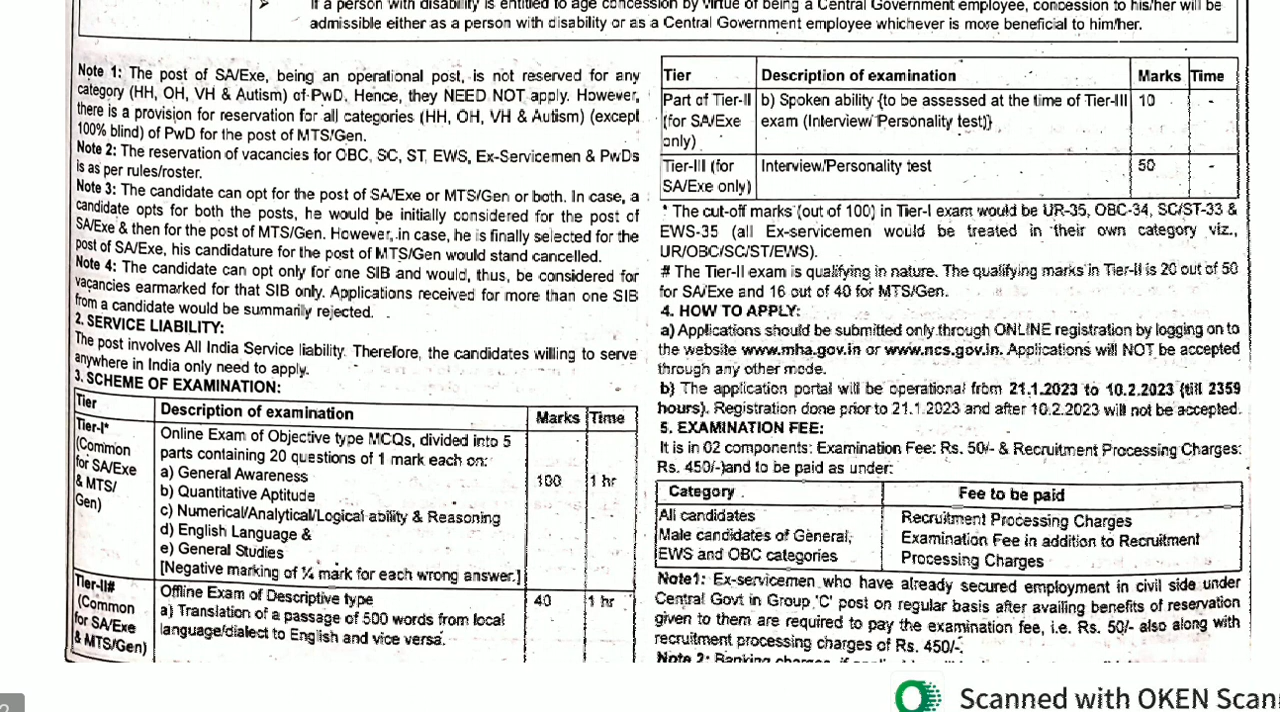 If a person with disability is entitled to age concession by virtue of being a Central Government employee, concession to his/her will be
admissible either as a person with disability or as a Central Government employee whichever is more beneficial to him/her.
Note 1: The post of SA/Exe, being an operational post, is not reserved for any
category (HH, OH, VH & Autism) of PwD. Hence, they NEED NOT apply. However,
there is a provision for reservation for all categories (HH, OH, VH & Autism) (except
100% blind) of PwD for the post of MTS/Gen.
Note 2: The reservation of vacancies for OBC, SC, ST, EWS, Ex-Servicemen & PwDs
is as per rules/roster.
Note 3: The candidate can opt for the post of SA/Exe or MTS/Gen or both. In case, a
candidate opts for both the posts, he would be initially considered for the post of
SA/Exe & then for the post of MTS/Gen. However, in case, he is finally selected for the
post of SA/Exe, his candidature for the post of MTS/Gen would stand cancelled.
Note 4: The candidate can opt only for one SIB and would, thus, be considered for
vacancies earmarked for that SIB only. Applications received for more than one SIB
from a candidate would be summarily rejected.
2. SERVICE LIABILITY:
The post involves All India Service liability. Therefore, the candidates willing to serve
anywhere in India only need to apply.
3. SCHEME OF EXAMINATION:
Tier Description of examination Marks Time
Tier-I* Online Exam of Objective type MCQs, divided into 5
(Common parts containing 20 questions of 1 mark each on:
for SA/Exe a) General Awareness 100 1 hr
& MTS/ b) Quantitative Aptitude
Gen) c) Numerical/Analytical/Logical ability & Reasoning
d) English Language &
e) General Studies
[Negative marking of ¼ mark for each wrong answer.]
Tier-II# Offline Exam of Descriptive type 40 1 hr
(Common a) Translation of a passage of 500 words from local
for SA/Exe language/dialect to English and vice versa.
& MTS/Gen)
Tier Description of examination Marks Time
Part of Tier-II b) Spoken ability {to be assessed at the time of Tier-III 10 -
(for SA/Exe exam (Interview/Personality test)}
only)
Tier-III (for Interview/Personality test 50 -
SA/Exe only)
* The cut-off marks (out of 100) in Tier-I exam would be UR-35, OBC-34, SC/ST-33 &
EWS-35 (all Ex-servicemen would be treated in their own category viz.,
UR/OBC/SC/ST/EWS).
# The Tier-II exam is qualifying in nature. The qualifying marks in Tier-II is 20 out of 50
for SA/Exe and 16 out of 40 for MTS/Gen.
4. HOW TO APPLY:
a) Applications should be submitted only through ONLINE registration by logging on to
the website www.mha.gov.in or www.ncs.gov.in. Applications will NOT be accepted
through any other mode.
b) The application portal will be operational from 21.1.2023 to 10.2.2023 (till 2359
hours). Registration done prior to 21.1.2023 and after 10.2.2023 will not be accepted.
5. EXAMINATION FEE:
It is in 02 components: Examination Fee: Rs. 50/- & Recruitment Processing Charges:
Rs. 450/-)and to be paid as under:
Category Fee to be paid
All candidates Recruitment Processing Charges
Male candidates of General, Examination Fee in addition to Recruitment
EWS and OBC categories Processing Charges
Note1: Ex-servicemen who have already secured employment in civil side under
Central Govt in Group 'C' post on regular basis after availing benefits of reservation
given to them are required to pay the examination fee, i.e. Rs. 50/- also along with
recruitment processing charges of Rs. 450/-.
Note 2: Banking charges, if
Scanned with OKEN Scan